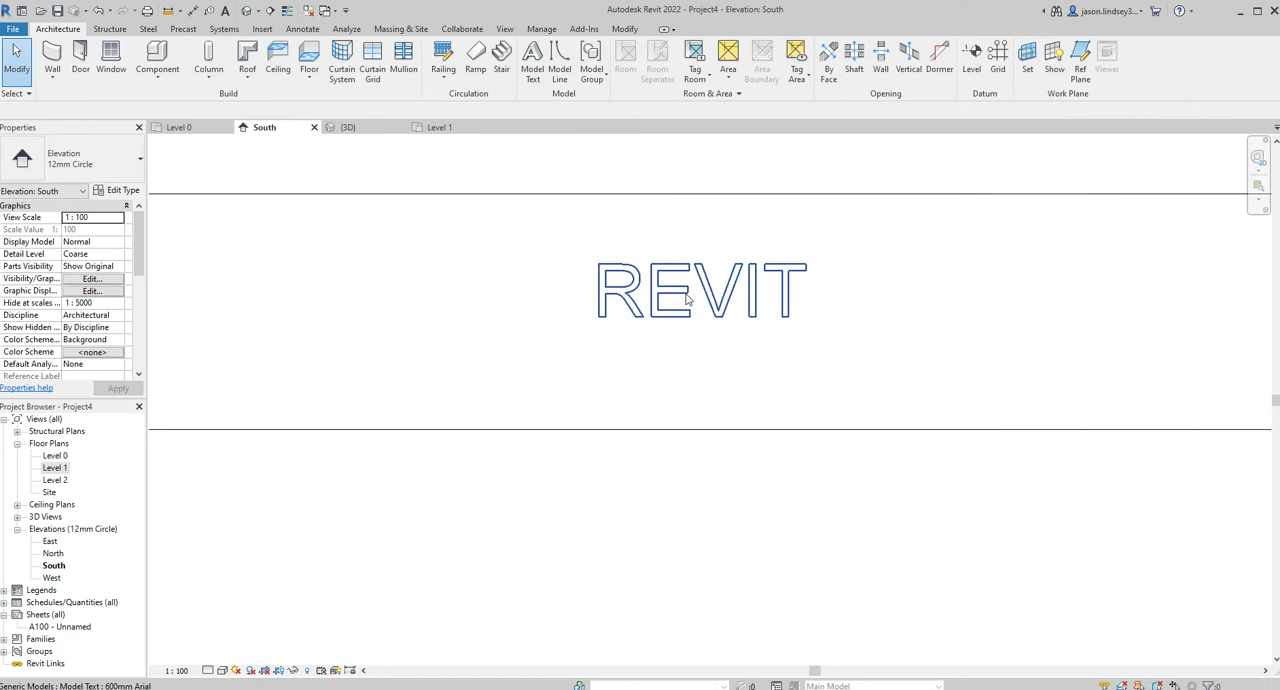 Autodesk Revit 2022 - Project4 - Elevation: South
jason.lindsey3...
File Architecture Structure Steel Precast Systems Insert Annotate Analyze Massing & Site Collaborate View Manage Add-Ins Modify
Modify Wall Door Window Component Column Roof Ceiling Floor Curtain System Curtain Grid Mullion Railing Ramp Stair Model Text Model Line Model Group Room Room Separator Tag Room Area Area Boundary Tag Area By Face Shaft Wall Vertical Dormer Level Grid Set Show Ref Plane Viewer
Select Build Circulation Model Room & Area Opening Datum Work Plane
Properties
Level 0 South {3D} Level 1
Elevation
12mm Circle
Elevation: South Edit Type
Graphics
View Scale 1 : 100
Scale Value 1: 100
Display Model Normal
Detail Level Coarse
Parts Visibility Show Original
Visibility/Grap... Edit...
Graphic Displ... Edit...
Hide at scales ... 1 : 5000
Discipline Architectural
Show Hidden ... By Discipline
Color Scheme... Background
Color Scheme <none>
Default Analy... None
Reference Label
Properties help Apply
REVIT
Project Browser - Project4
Views (all)
Structural Plans
Floor Plans
Level 0
Level 1
Level 2
Site
Ceiling Plans
3D Views
Elevations (12mm Circle)
East
North
South
West
Legends
Schedules/Quantities (all)
Sheets (all)
A100 - Unnamed
Families
Groups
Revit Links
1 : 100
Generic Models : Model Text : 600mm Arial
:0
Main Model
:0